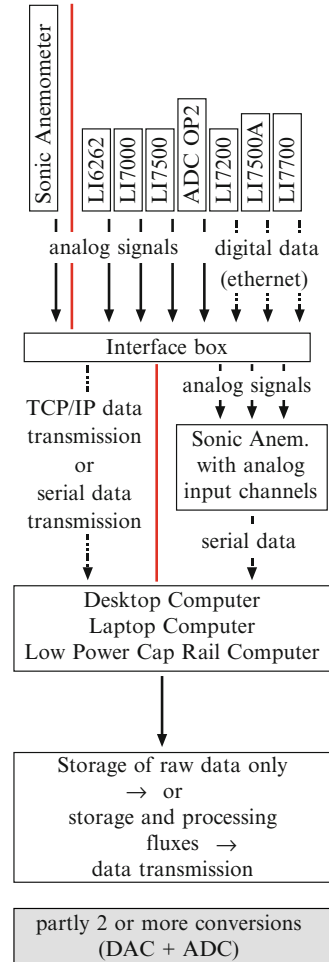 Sonic Anemometer
LI6262
LI7000
LI7500
ADC OP2
LI7200
LI7500A
LI7700
analog signals
digital data
(ethernet)
Interface box
TCP/IP data
transmission
or
serial data
transmission
analog signals
Sonic Anem.
with analog
input channels
serial data
Desktop Computer
Laptop Computer
Low Power Cap Rail Computer
Storage of raw data only
→ or
storage and processing
fluxes →
data transmission
partly 2 or more conversions
(DAC + ADC)